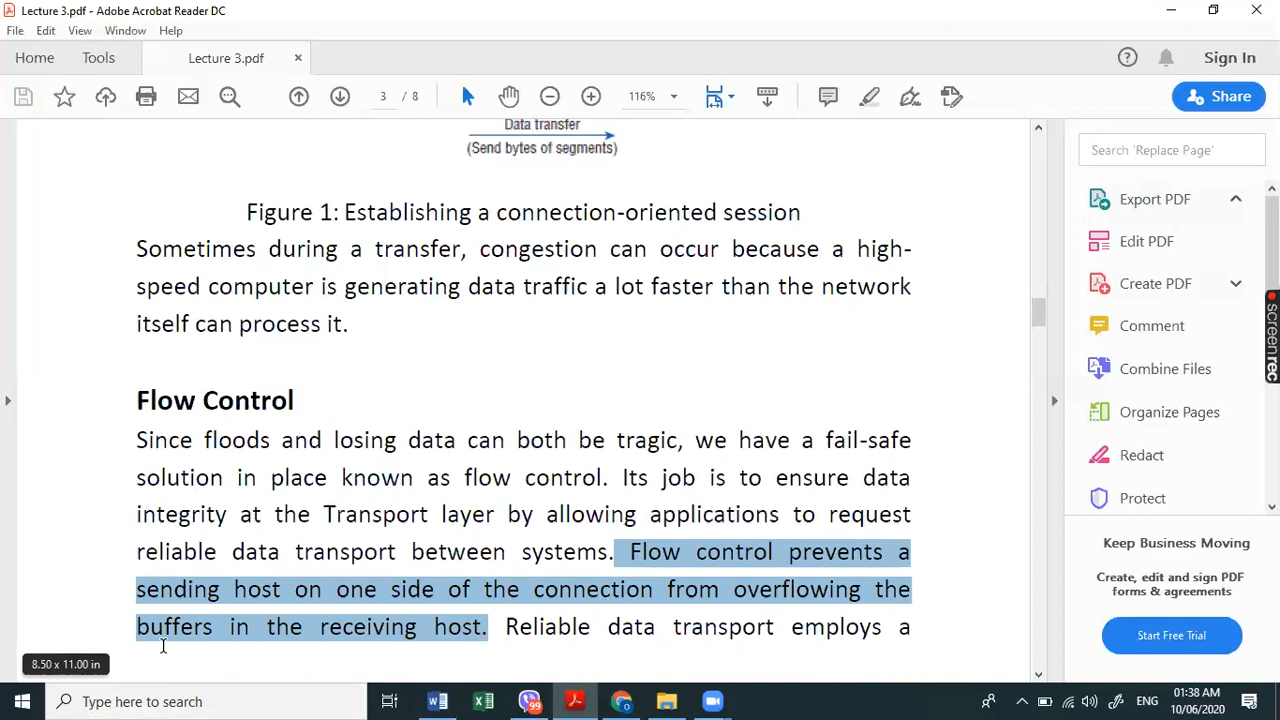 Lecture 3.pdf - Adobe Acrobat Reader DC
File Edit View Window Help
Home Tools Lecture 3.pdf × Sign In
3 / 8 116% Share
Data transfer
(Send bytes of segments)
Figure 1: Establishing a connection-oriented session
Sometimes during a transfer, congestion can occur because a high-
speed computer is generating data traffic a lot faster than the network
itself can process it.
Flow Control
Since floods and losing data can both be tragic, we have a fail-safe
solution in place known as flow control. Its job is to ensure data
integrity at the Transport layer by allowing applications to request
reliable data transport between systems. Flow control prevents a
sending host on one side of the connection from overflowing the
buffers in the receiving host. Reliable data transport employs a
8.50 x 11.00 in
Search 'Replace Page'
Export PDF
Edit PDF
Create PDF
Comment
Combine Files
Organize Pages
Redact
Protect
Keep Business Moving
Create, edit and sign PDF
forms & agreements
Start Free Trial
screenrec
Type here to search
99
ENG
01:38 AM
10/06/2020